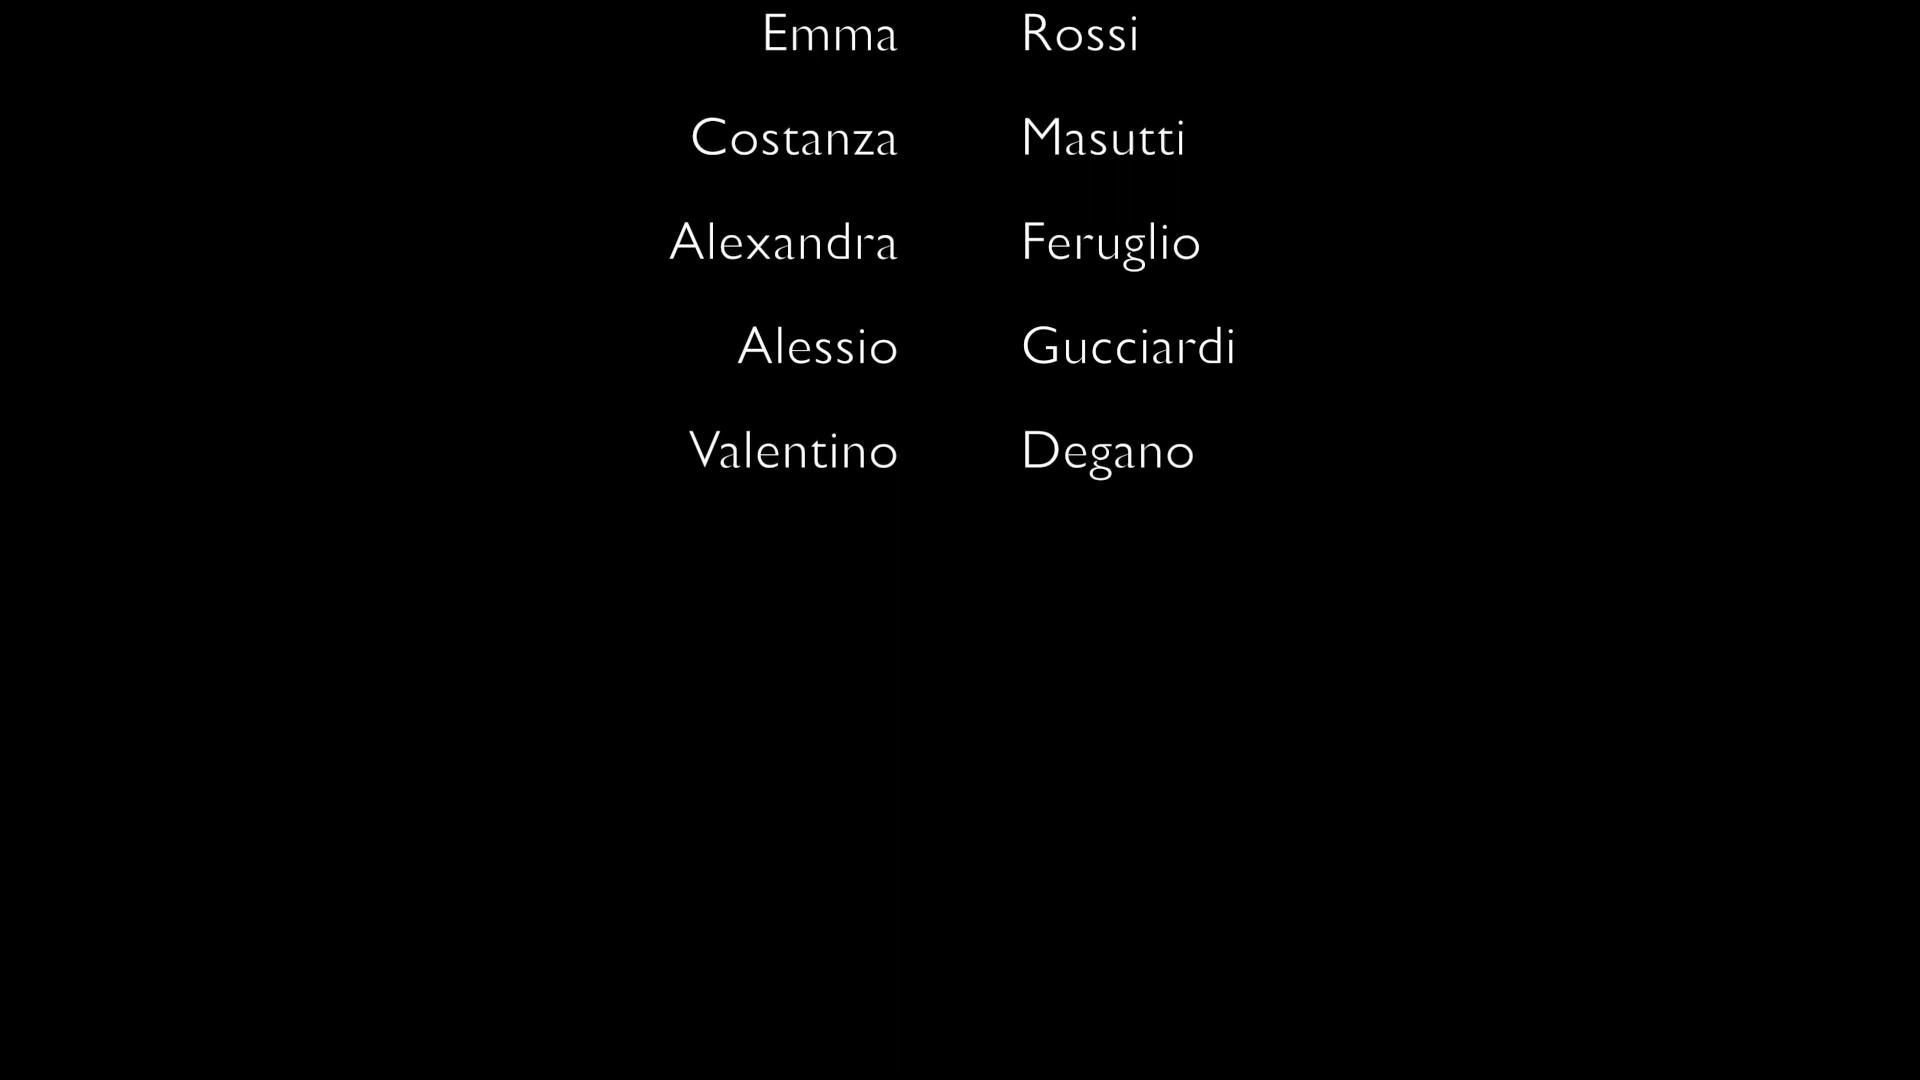 Emma Rossi
Costanza Masutti
Alexandra Feruglio
Alessio Gucciardi
Valentino Degano